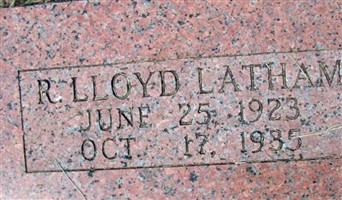 R. LLOYD LATHAM
JUNE 25 1923
OCT 17 1985